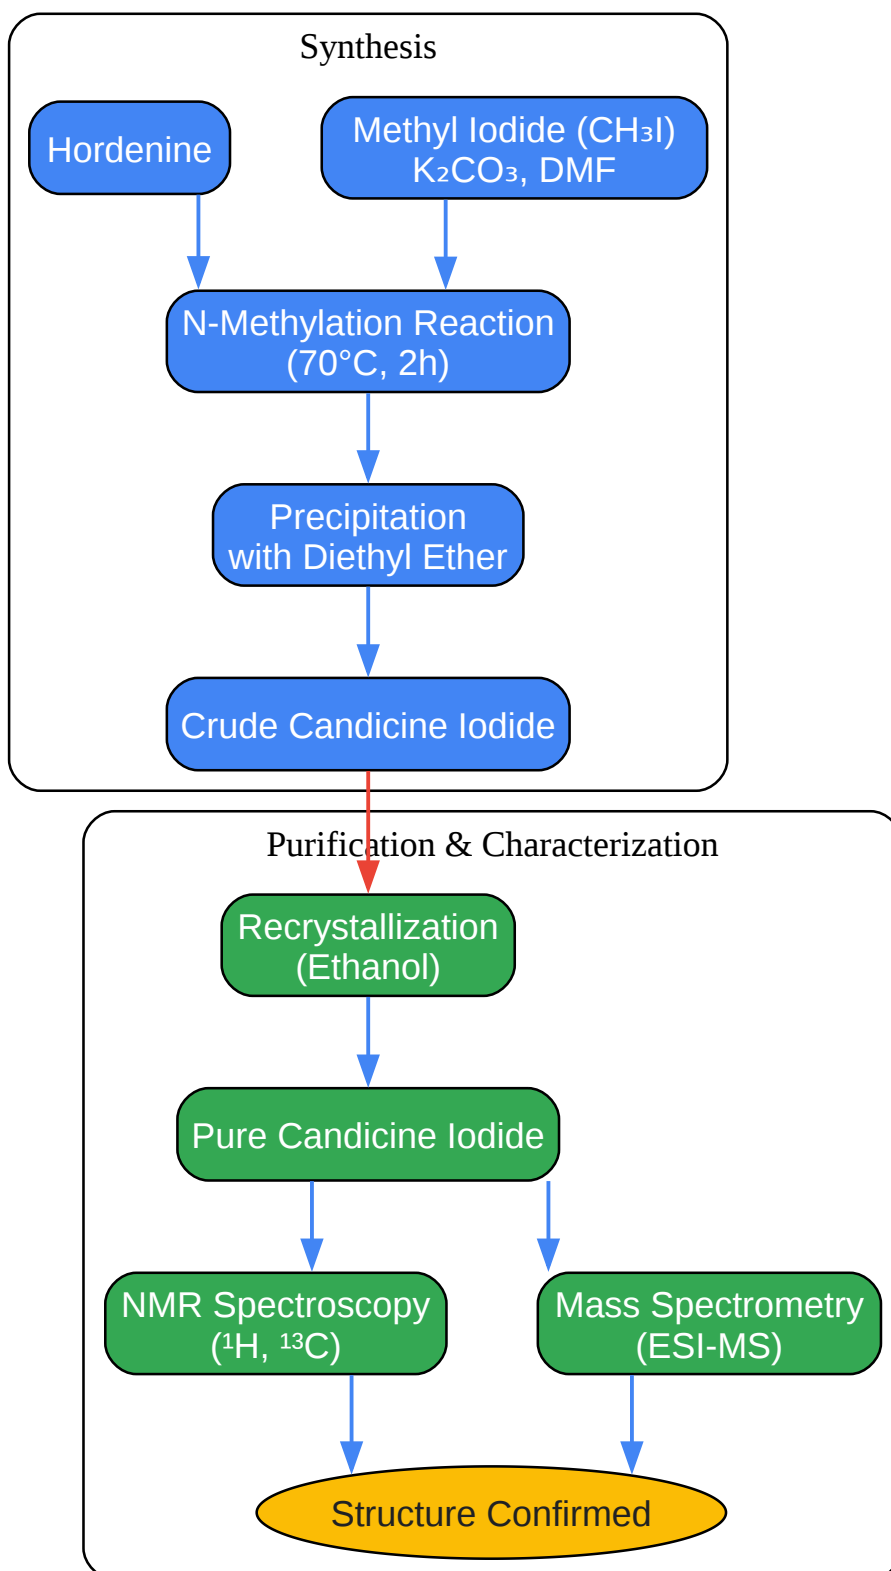 Synthesis
Hordenine
Methyl Iodide (CH₃I)
K₂CO₃, DMF
N-Methylation Reaction
(70°C, 2h)
Precipitation
with Diethyl Ether
Crude Candicine Iodide
Purification & Characterization
Recrystallization
(Ethanol)
Pure Candicine Iodide
NMR Spectroscopy
(¹H, ¹³C)
Mass Spectrometry
(ESI-MS)
Structure Confirmed